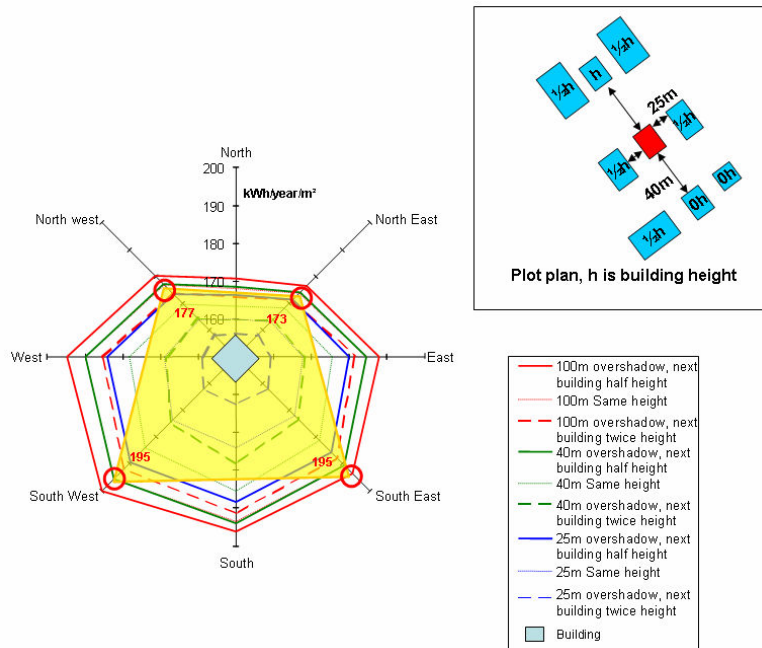 ½h
h
½h
25m
½h
½h
40m
0h
0h
½h
Plot plan, h is building height
North
200
kWh/year/m²
190
180
170
160
North west
North East
177
173
West
East
195
195
South West
South East
South
100m overshadow, next
building half height
100m Same height
100m overshadow, next
building twice height
40m overshadow, next
building half height
40m Same height
40m overshadow, next
building twice height
25m overshadow, next
building half height
25m Same height
25m overshadow, next
building twice height
Building